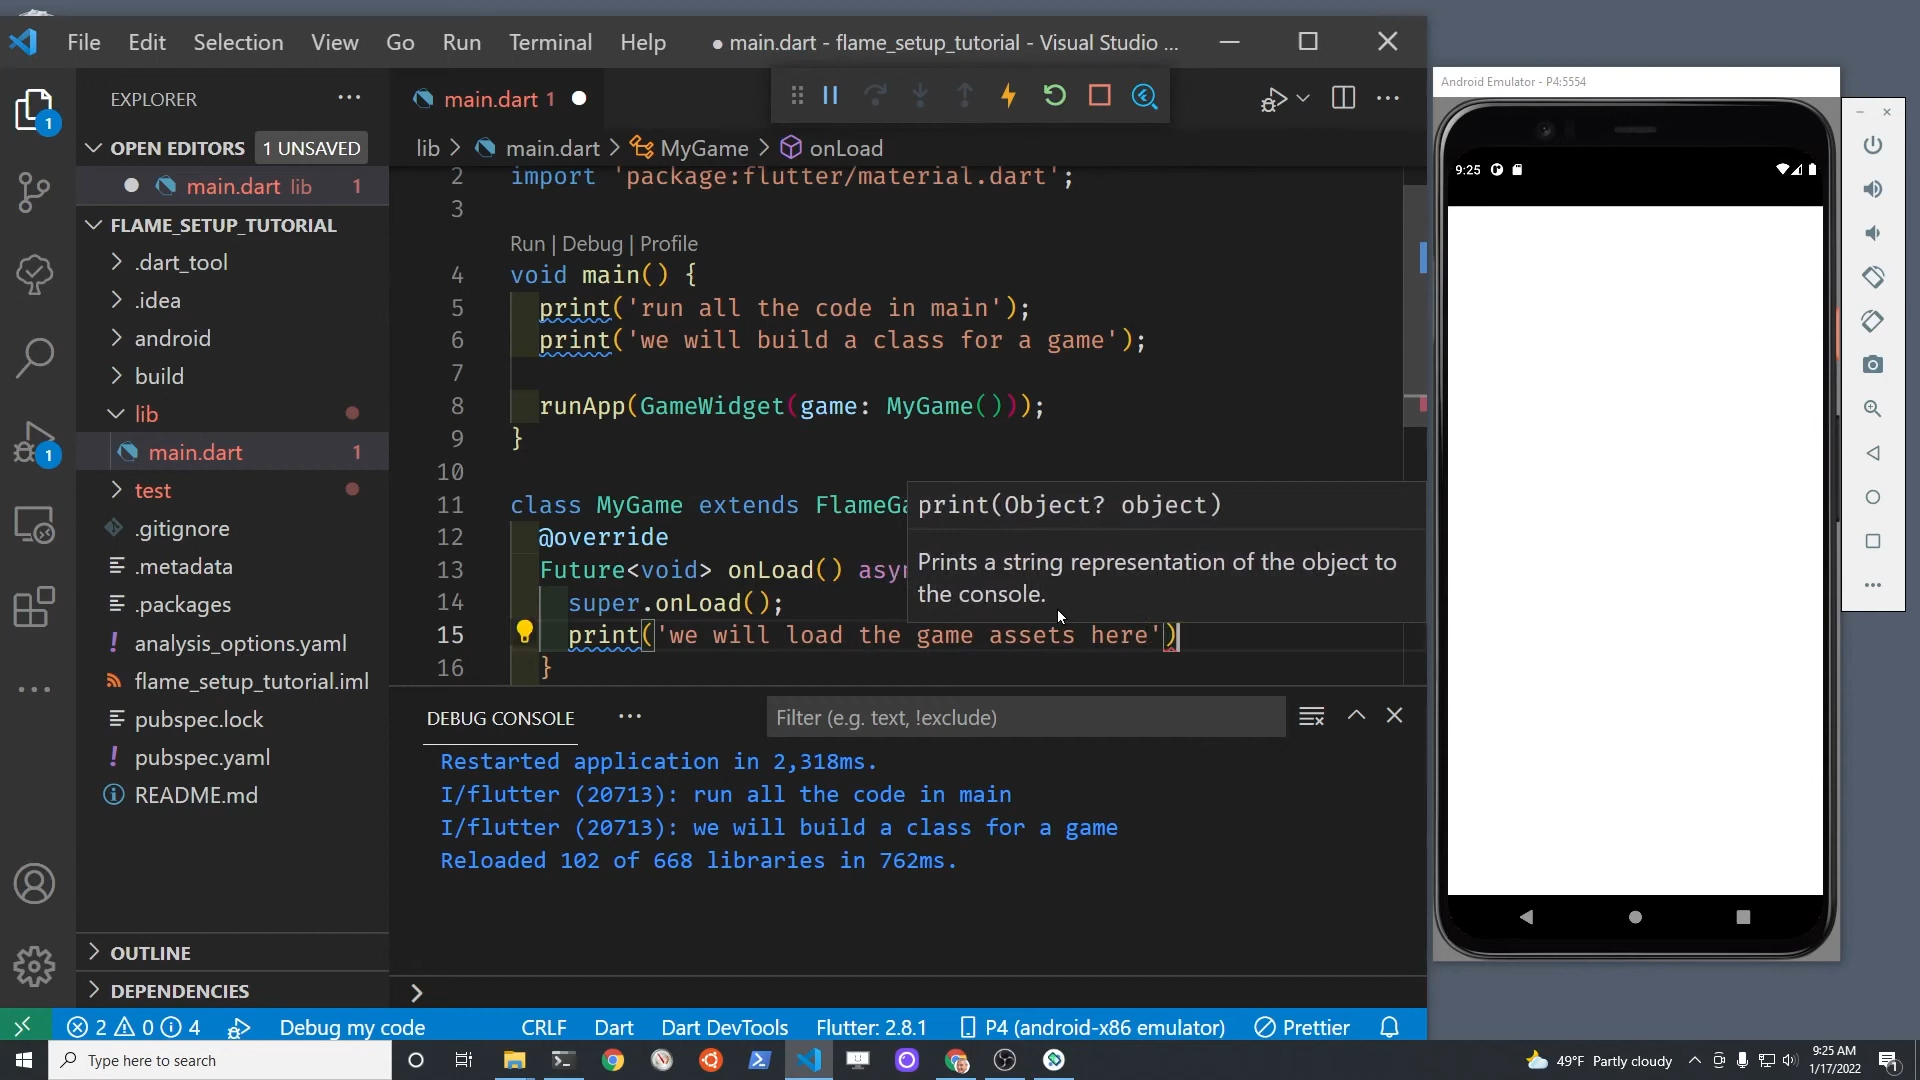 File Edit Selection View Go Run Terminal Help ● main.dart - flame_setup_tutorial - Visual Studio ...
EXPLORER
OPEN EDITORS 1 UNSAVED
main.dart lib 1
FLAME_SETUP_TUTORIAL
.dart_tool
.idea
android
build
lib
main.dart 1
test
.gitignore
.metadata
.packages
analysis_options.yaml
flame_setup_tutorial.iml
pubspec.lock
pubspec.yaml
README.md
OUTLINE
DEPENDENCIES
1
1
main.dart 1
lib > main.dart > MyGame > onLoad
2 import 'package:flutter/material.dart';
3
Run | Debug | Profile
4 void main() {
5 print('run all the code in main');
6 print('we will build a class for a game');
7
8 runApp(GameWidget(game: MyGame()));
9 }
10
11 class MyGame extends FlameGa
12 @override
13 Future<void> onLoad() asyn
14 super.onLoad();
15 print('we will load the game assets here')
16 }
print(Object? object)
Prints a string representation of the object to
the console.
DEBUG CONSOLE
Filter (e.g. text, !exclude)
Restarted application in 2,318ms.
I/flutter (20713): run all the code in main
I/flutter (20713): we will build a class for a game
Reloaded 102 of 668 libraries in 762ms.
2 0 4 Debug my code CRLF Dart Dart DevTools Flutter: 2.8.1 P4 (android-x86 emulator) Prettier
Android Emulator - P4:5554
9:25
Type here to search
49°F Partly cloudy
9:25 AM
1/17/2022
1